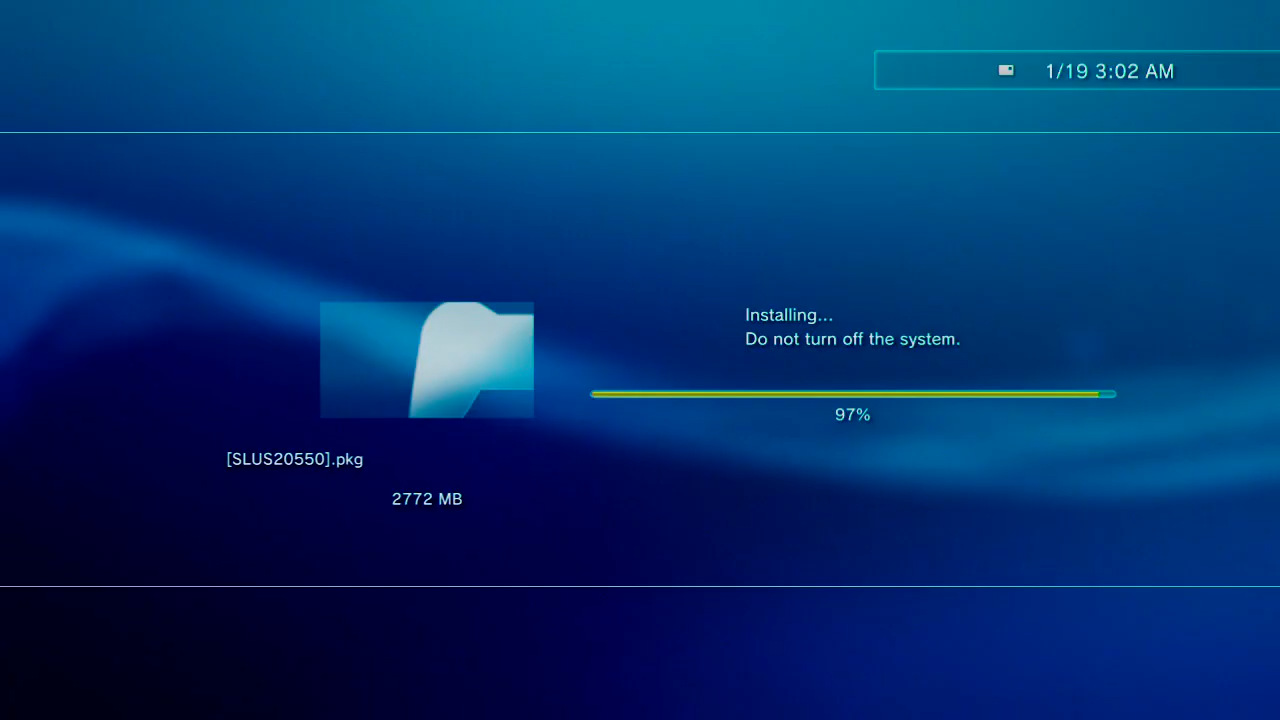 1/19 3:02 AM
Installing...
Do not turn off the system.
97%
[SLUS20550].pkg
2772 MB